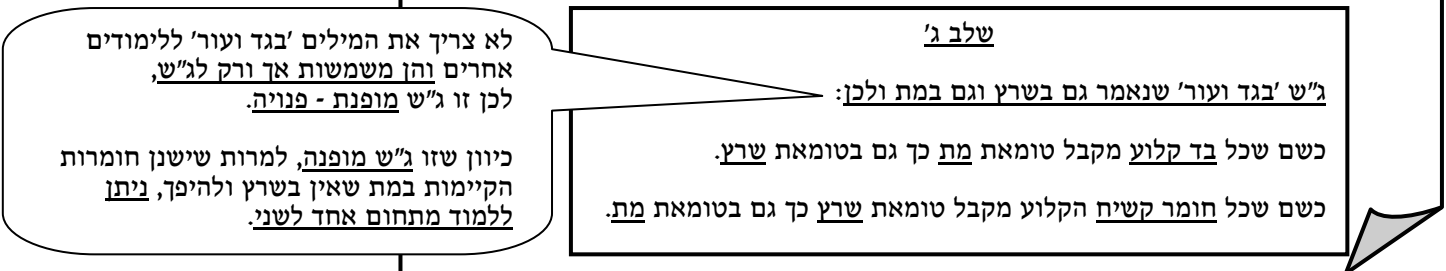 שלב ג'
ג"ש 'בגד ועור' שנאמר גם בשרץ וגם במת ולכן:
כשם שכל בד קלוע מקבל טומאת מת כך גם בטומאת שרץ.
כשם שכל חומר קשיח הקלוע מקבל טומאת שרץ כך גם בטומאת מת.
לא צריך את המילים 'בגד ועור' ללימודים
אחרים והן משמשות אך ורק לג"ש,
לכן זו ג"ש מופנת - פנויה.
כיוון שזו ג"ש מופנה, למרות שישנן חומרות
הקיימות במת שאין בשרץ ולהיפך, ניתן
ללמוד מתחום אחד לשני.